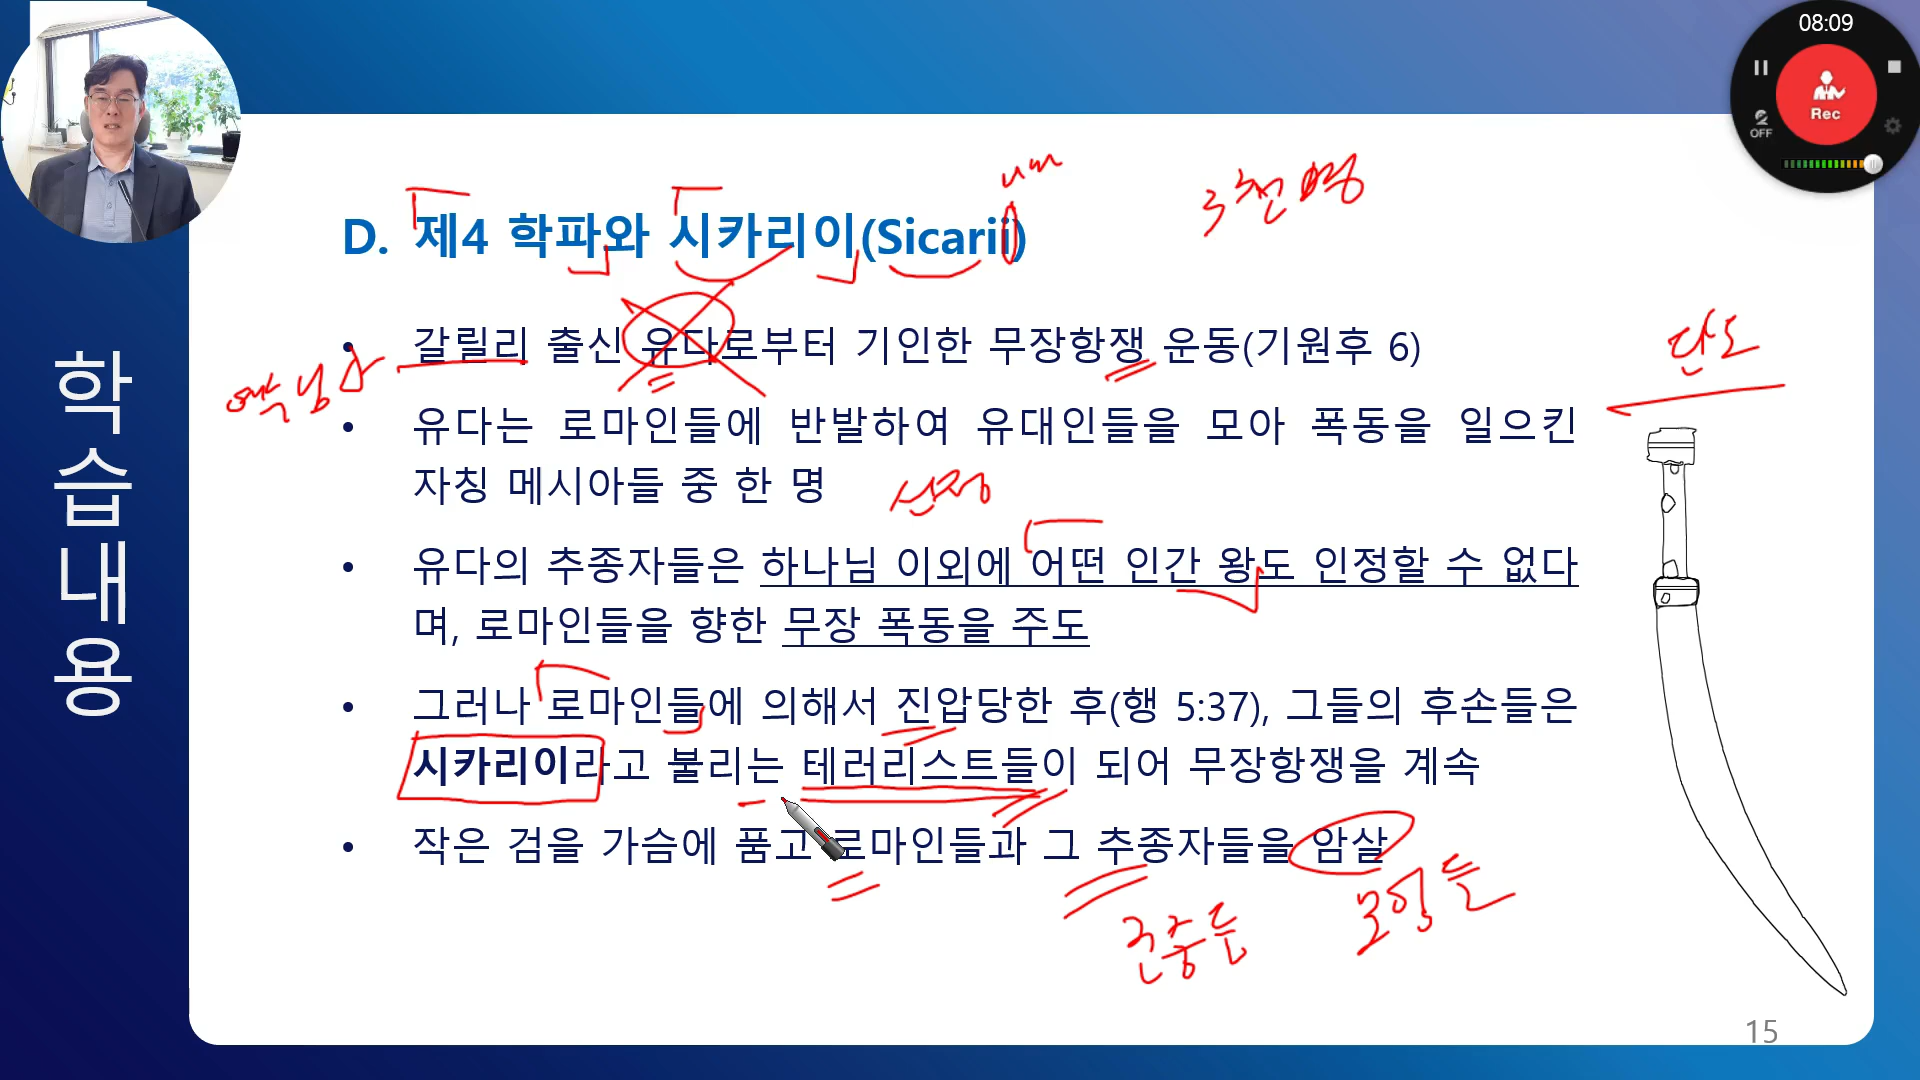 08:09
Rec
OFF
학습내용
3천명
D. 제4 학파와 시카리이(Sicarii)
um
• 갈릴리 출신 유다로부터 기인한 무장항쟁 운동(기원후 6)
단도
• 유다는 로마인들에 반발하여 유대인들을 모아 폭동을 일으킨
자칭 메시아들 중 한 명
신정
• 유다의 추종자들은 하나님 이외에 어떤 인간 왕도 인정할 수 없다
며, 로마인들을 향한 무장 폭동을 주도
• 그러나 로마인들에 의해서 진압당한 후(행 5:37), 그들의 후손들은
시카리이라고 불리는 테러리스트들이 되어 무장항쟁을 계속
• 작은 검을 가슴에 품고 로마인들과 그 추종자들을 암살
군중들
15